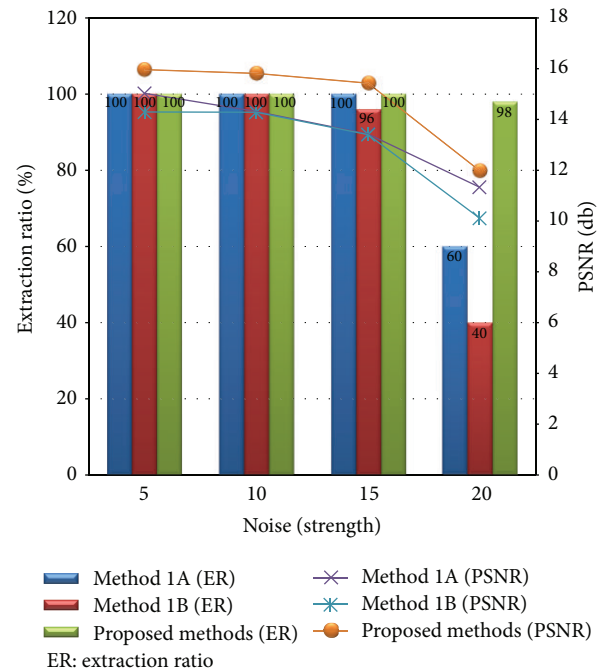 120
100
80
60
40
20
0
Extraction ratio (%)
18
16
14
12
10
8
6
4
2
0
PSNR (db)
100 100 100
100 100 100
100 96 100
60 40 98
5 10 15 20
Noise (strength)
Method 1A (ER)
Method 1B (ER)
Proposed methods (ER)
Method 1A (PSNR)
Method 1B (PSNR)
Proposed methods (PSNR)
ER: extraction ratio